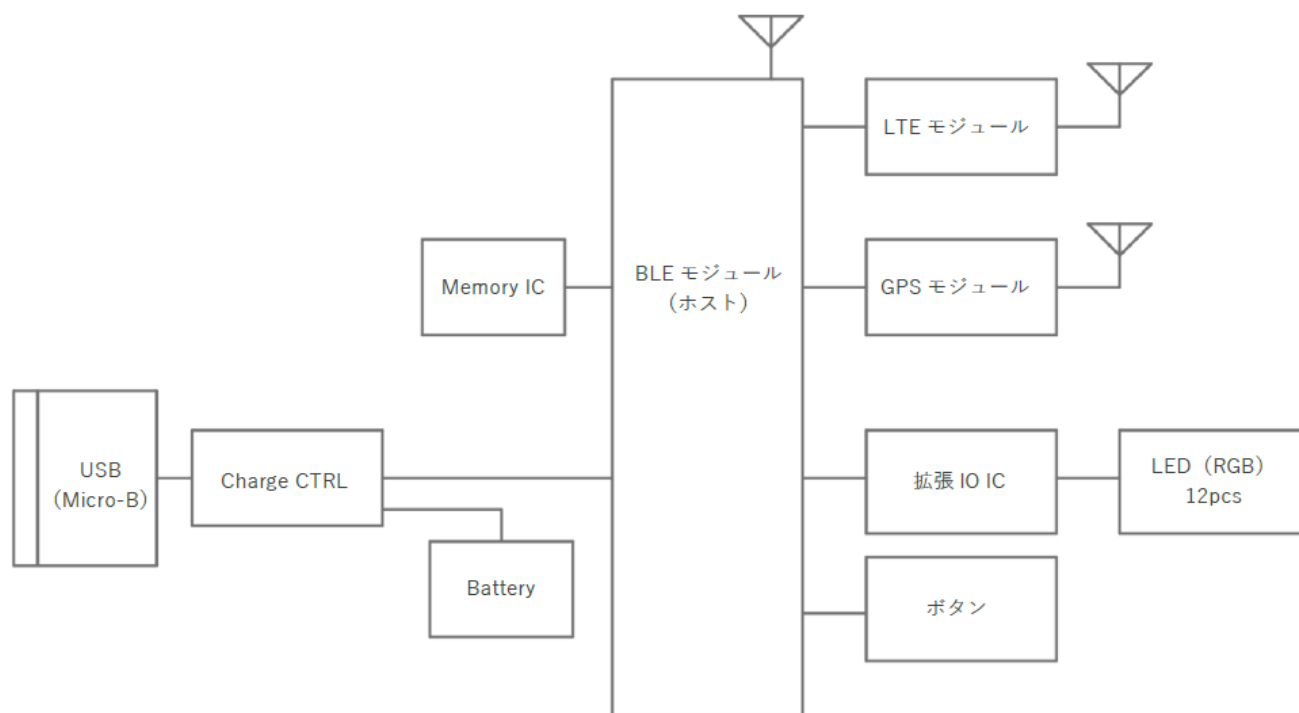 LTE モジュール
BLE モジュール
（ホスト）
Memory IC
GPS モジュール
USB
（Micro-B）
Charge CTRL
拡張 IO IC
LED（RGB）
12pcs
Battery
ボタン